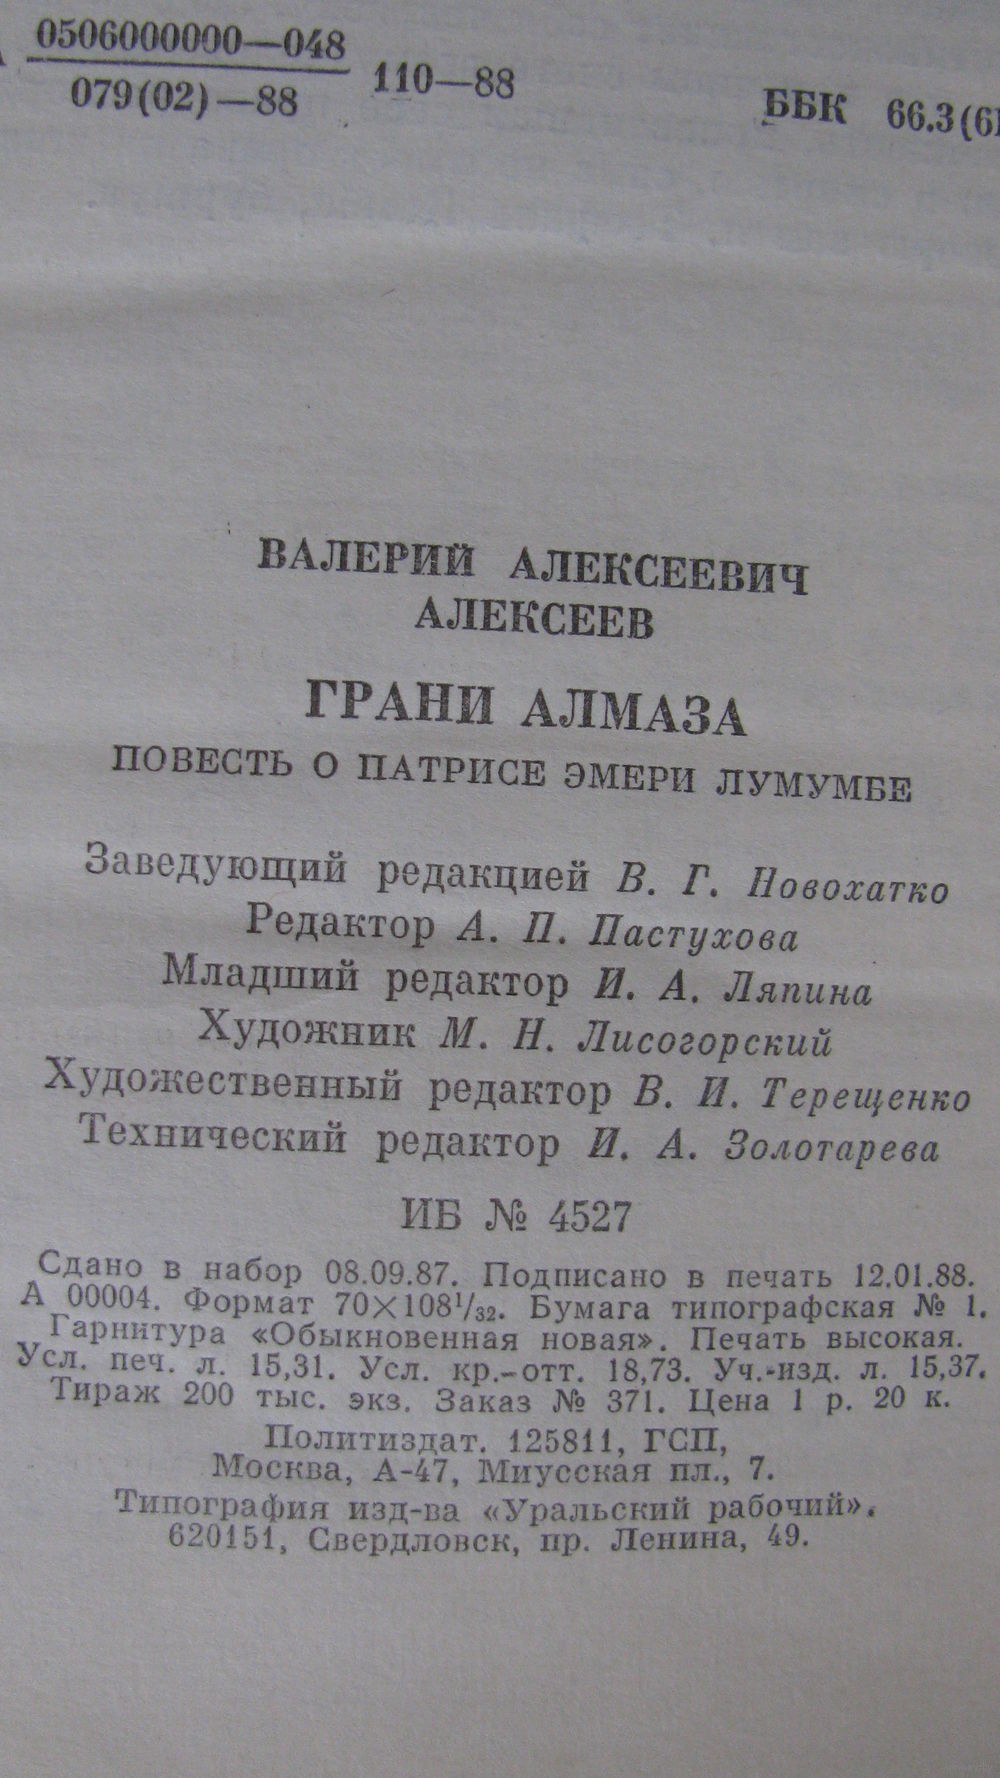 0506000000—048
079(02)—88
110—88
ББК 66.3(6
ВАЛЕРИЙ АЛЕКСЕЕВИЧ
АЛЕКСЕЕВ
ГРАНИ АЛМАЗА
ПОВЕСТЬ О ПАТРИСЕ ЭМЕРИ ЛУМУМБЕ
Заведующий редакцией В. Г. Новохатко
Редактор А. П. Пастухова
Младший редактор И. А. Ляпина
Художник М. Н. Лисогорский
Художественный редактор В. И. Терещенко
Технический редактор И. А. Золотарева
ИБ № 4527
Сдано в набор 08.09.87. Подписано в печать 12.01.88.
А 00004. Формат 70×108¹/₃₂. Бумага типографская № 1.
Гарнитура «Обыкновенная новая». Печать высокая.
Усл. печ. л. 15,31. Усл. кр.-отт. 18,73. Уч.-изд. л. 15,37.
Тираж 200 тыс. экз. Заказ № 371. Цена 1 р. 20 к.
Политиздат. 125811, ГСП,
Москва, А-47, Миусская пл., 7.
Типография изд-ва «Уральский рабочий».
620151, Свердловск, пр. Ленина, 49.